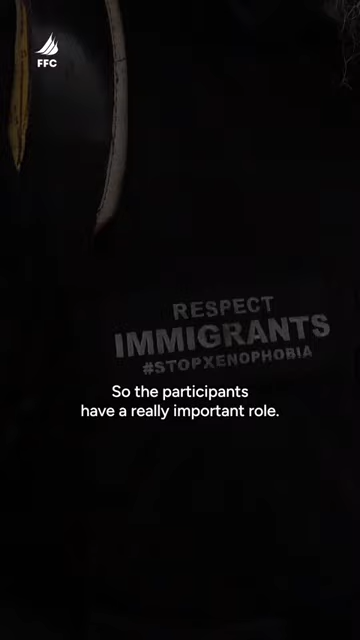 FFC
RESPECT
IMMIGRANTS
#STOPXENOPHOBIA
So the participants
have a really important role.